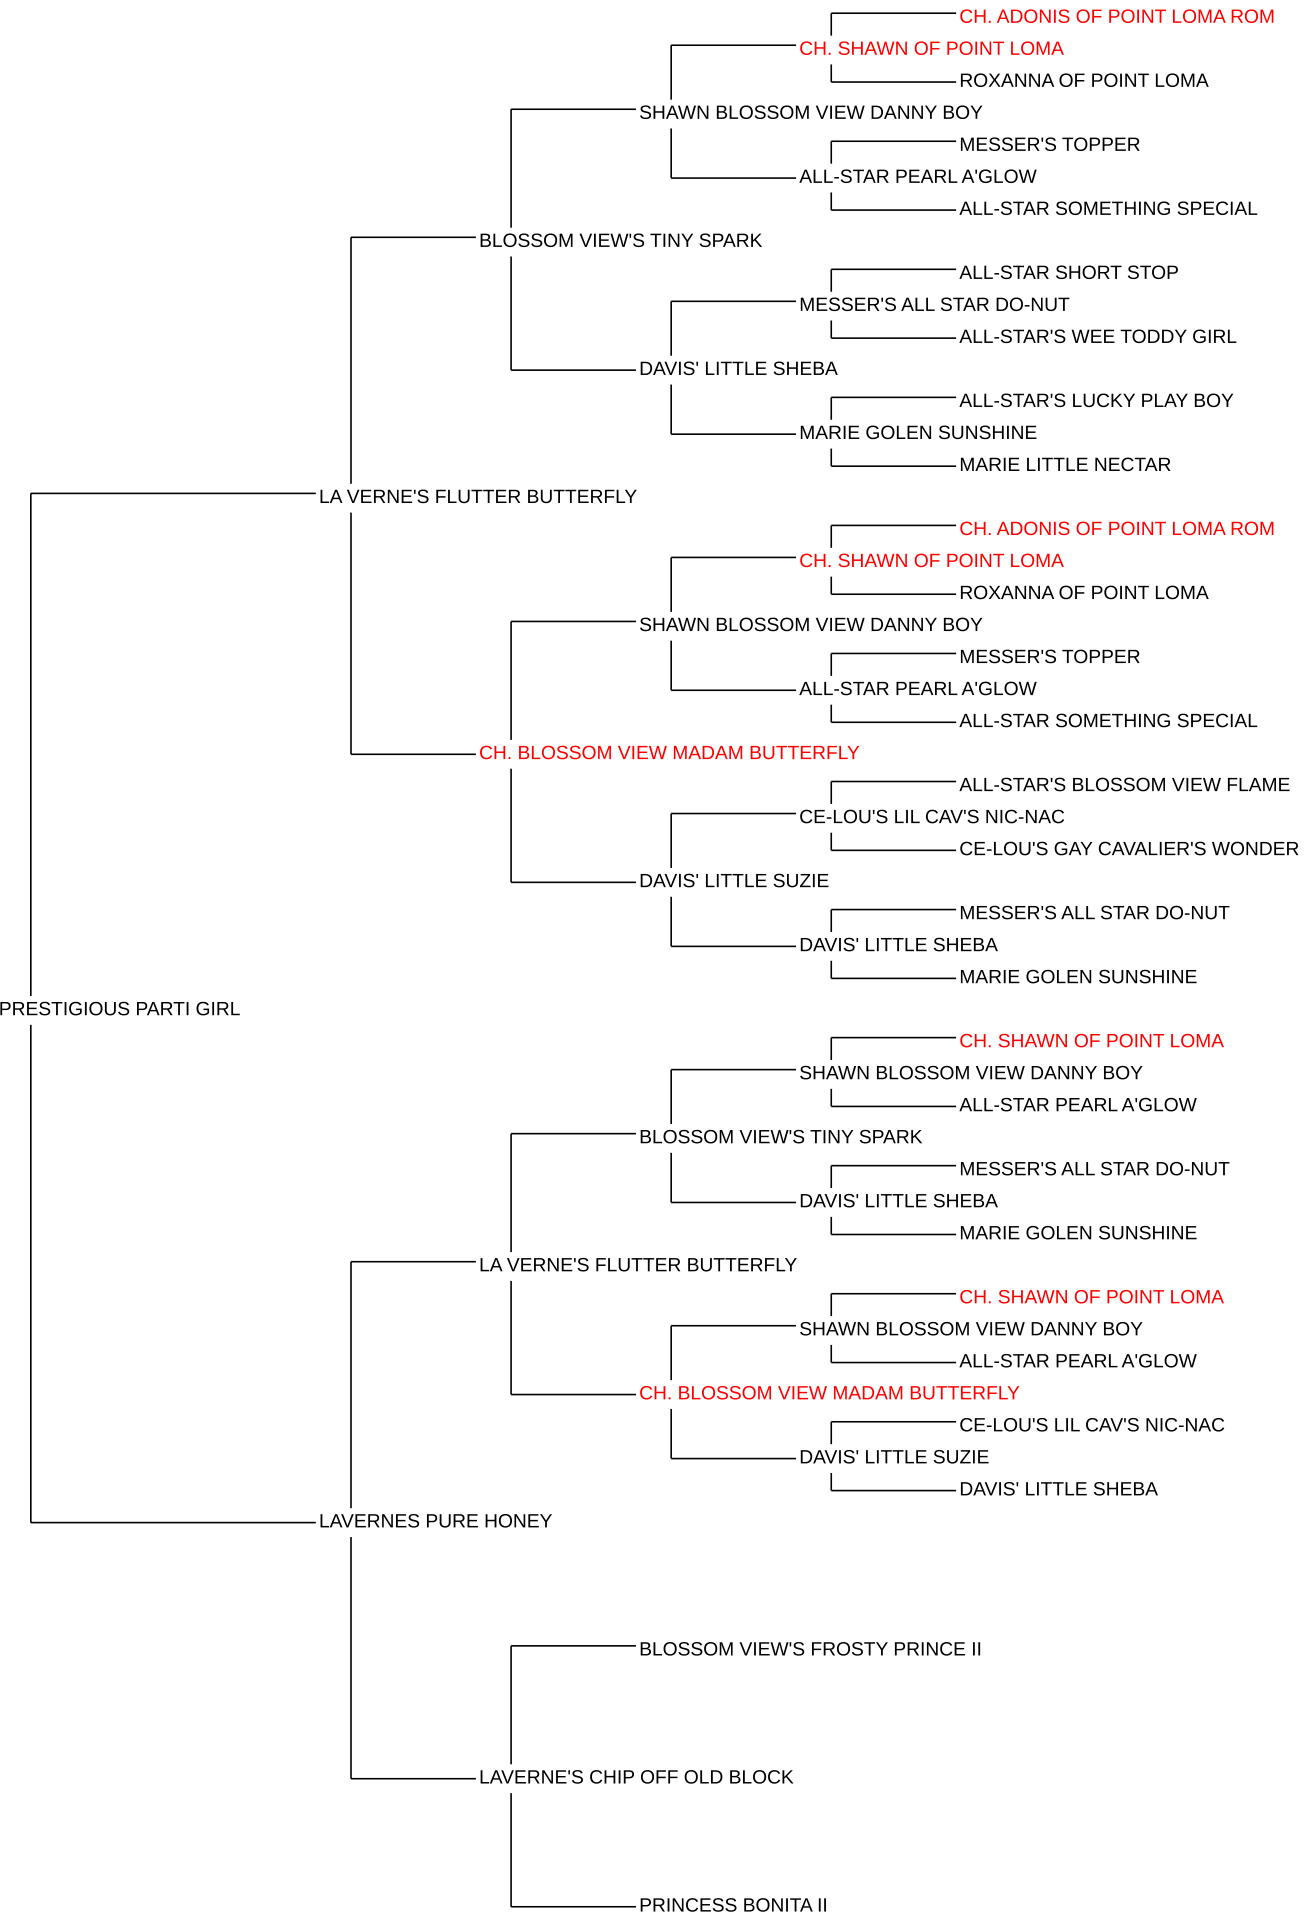 CH. ADONIS OF POINT LOMA ROM
CH. SHAWN OF POINT LOMA
ROXANNA OF POINT LOMA
SHAWN BLOSSOM VIEW DANNY BOY
MESSER'S TOPPER
ALL-STAR PEARL A'GLOW
ALL-STAR SOMETHING SPECIAL
BLOSSOM VIEW'S TINY SPARK
ALL-STAR SHORT STOP
MESSER'S ALL STAR DO-NUT
ALL-STAR'S WEE TODDY GIRL
DAVIS' LITTLE SHEBA
ALL-STAR'S LUCKY PLAY BOY
MARIE GOLEN SUNSHINE
MARIE LITTLE NECTAR
LA VERNE'S FLUTTER BUTTERFLY
CH. ADONIS OF POINT LOMA ROM
CH. SHAWN OF POINT LOMA
ROXANNA OF POINT LOMA
SHAWN BLOSSOM VIEW DANNY BOY
MESSER'S TOPPER
ALL-STAR PEARL A'GLOW
ALL-STAR SOMETHING SPECIAL
CH. BLOSSOM VIEW MADAM BUTTERFLY
ALL-STAR'S BLOSSOM VIEW FLAME
CE-LOU'S LIL CAV'S NIC-NAC
CE-LOU'S GAY CAVALIER'S WONDER
DAVIS' LITTLE SUZIE
MESSER'S ALL STAR DO-NUT
DAVIS' LITTLE SHEBA
MARIE GOLEN SUNSHINE
PRESTIGIOUS PARTI GIRL
CH. SHAWN OF POINT LOMA
SHAWN BLOSSOM VIEW DANNY BOY
ALL-STAR PEARL A'GLOW
BLOSSOM VIEW'S TINY SPARK
MESSER'S ALL STAR DO-NUT
DAVIS' LITTLE SHEBA
MARIE GOLEN SUNSHINE
LA VERNE'S FLUTTER BUTTERFLY
CH. SHAWN OF POINT LOMA
SHAWN BLOSSOM VIEW DANNY BOY
ALL-STAR PEARL A'GLOW
CH. BLOSSOM VIEW MADAM BUTTERFLY
CE-LOU'S LIL CAV'S NIC-NAC
DAVIS' LITTLE SUZIE
DAVIS' LITTLE SHEBA
LAVERNES PURE HONEY
BLOSSOM VIEW'S FROSTY PRINCE II
LAVERNE'S CHIP OFF OLD BLOCK
PRINCESS BONITA II